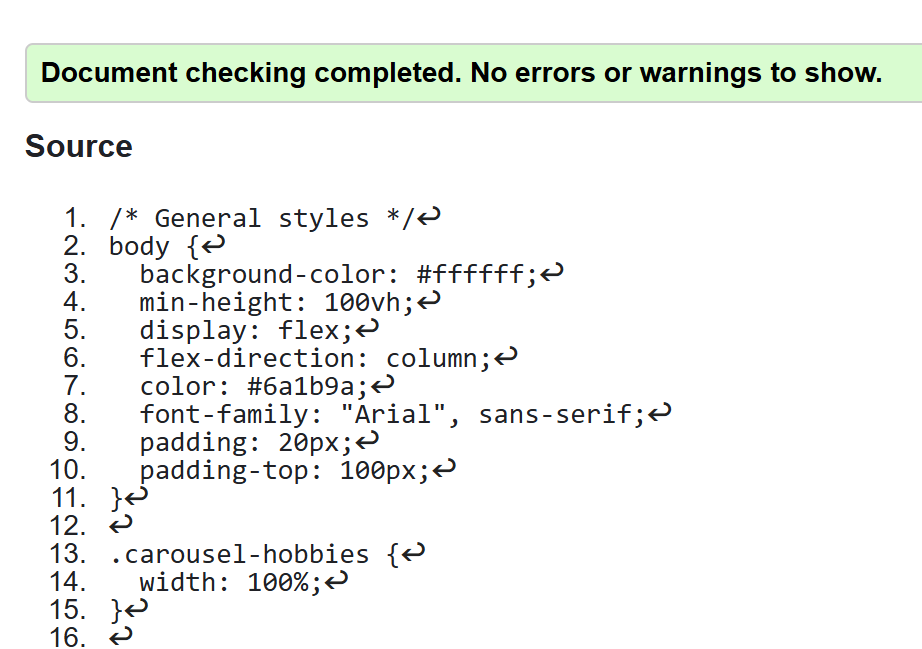 Document checking completed. No errors or warnings to show.
Source
1. /* General styles */↩
2. body {↩
3.   background-color: #ffffff;↩
4.   min-height: 100vh;↩
5.   display: flex;↩
6.   flex-direction: column;↩
7.   color: #6a1b9a;↩
8.   font-family: "Arial", sans-serif;↩
9.   padding: 20px;↩
10.   padding-top: 100px;↩
11. }↩
12. ↩
13. .carousel-hobbies {↩
14.   width: 100%;↩
15. }↩
16. ↩